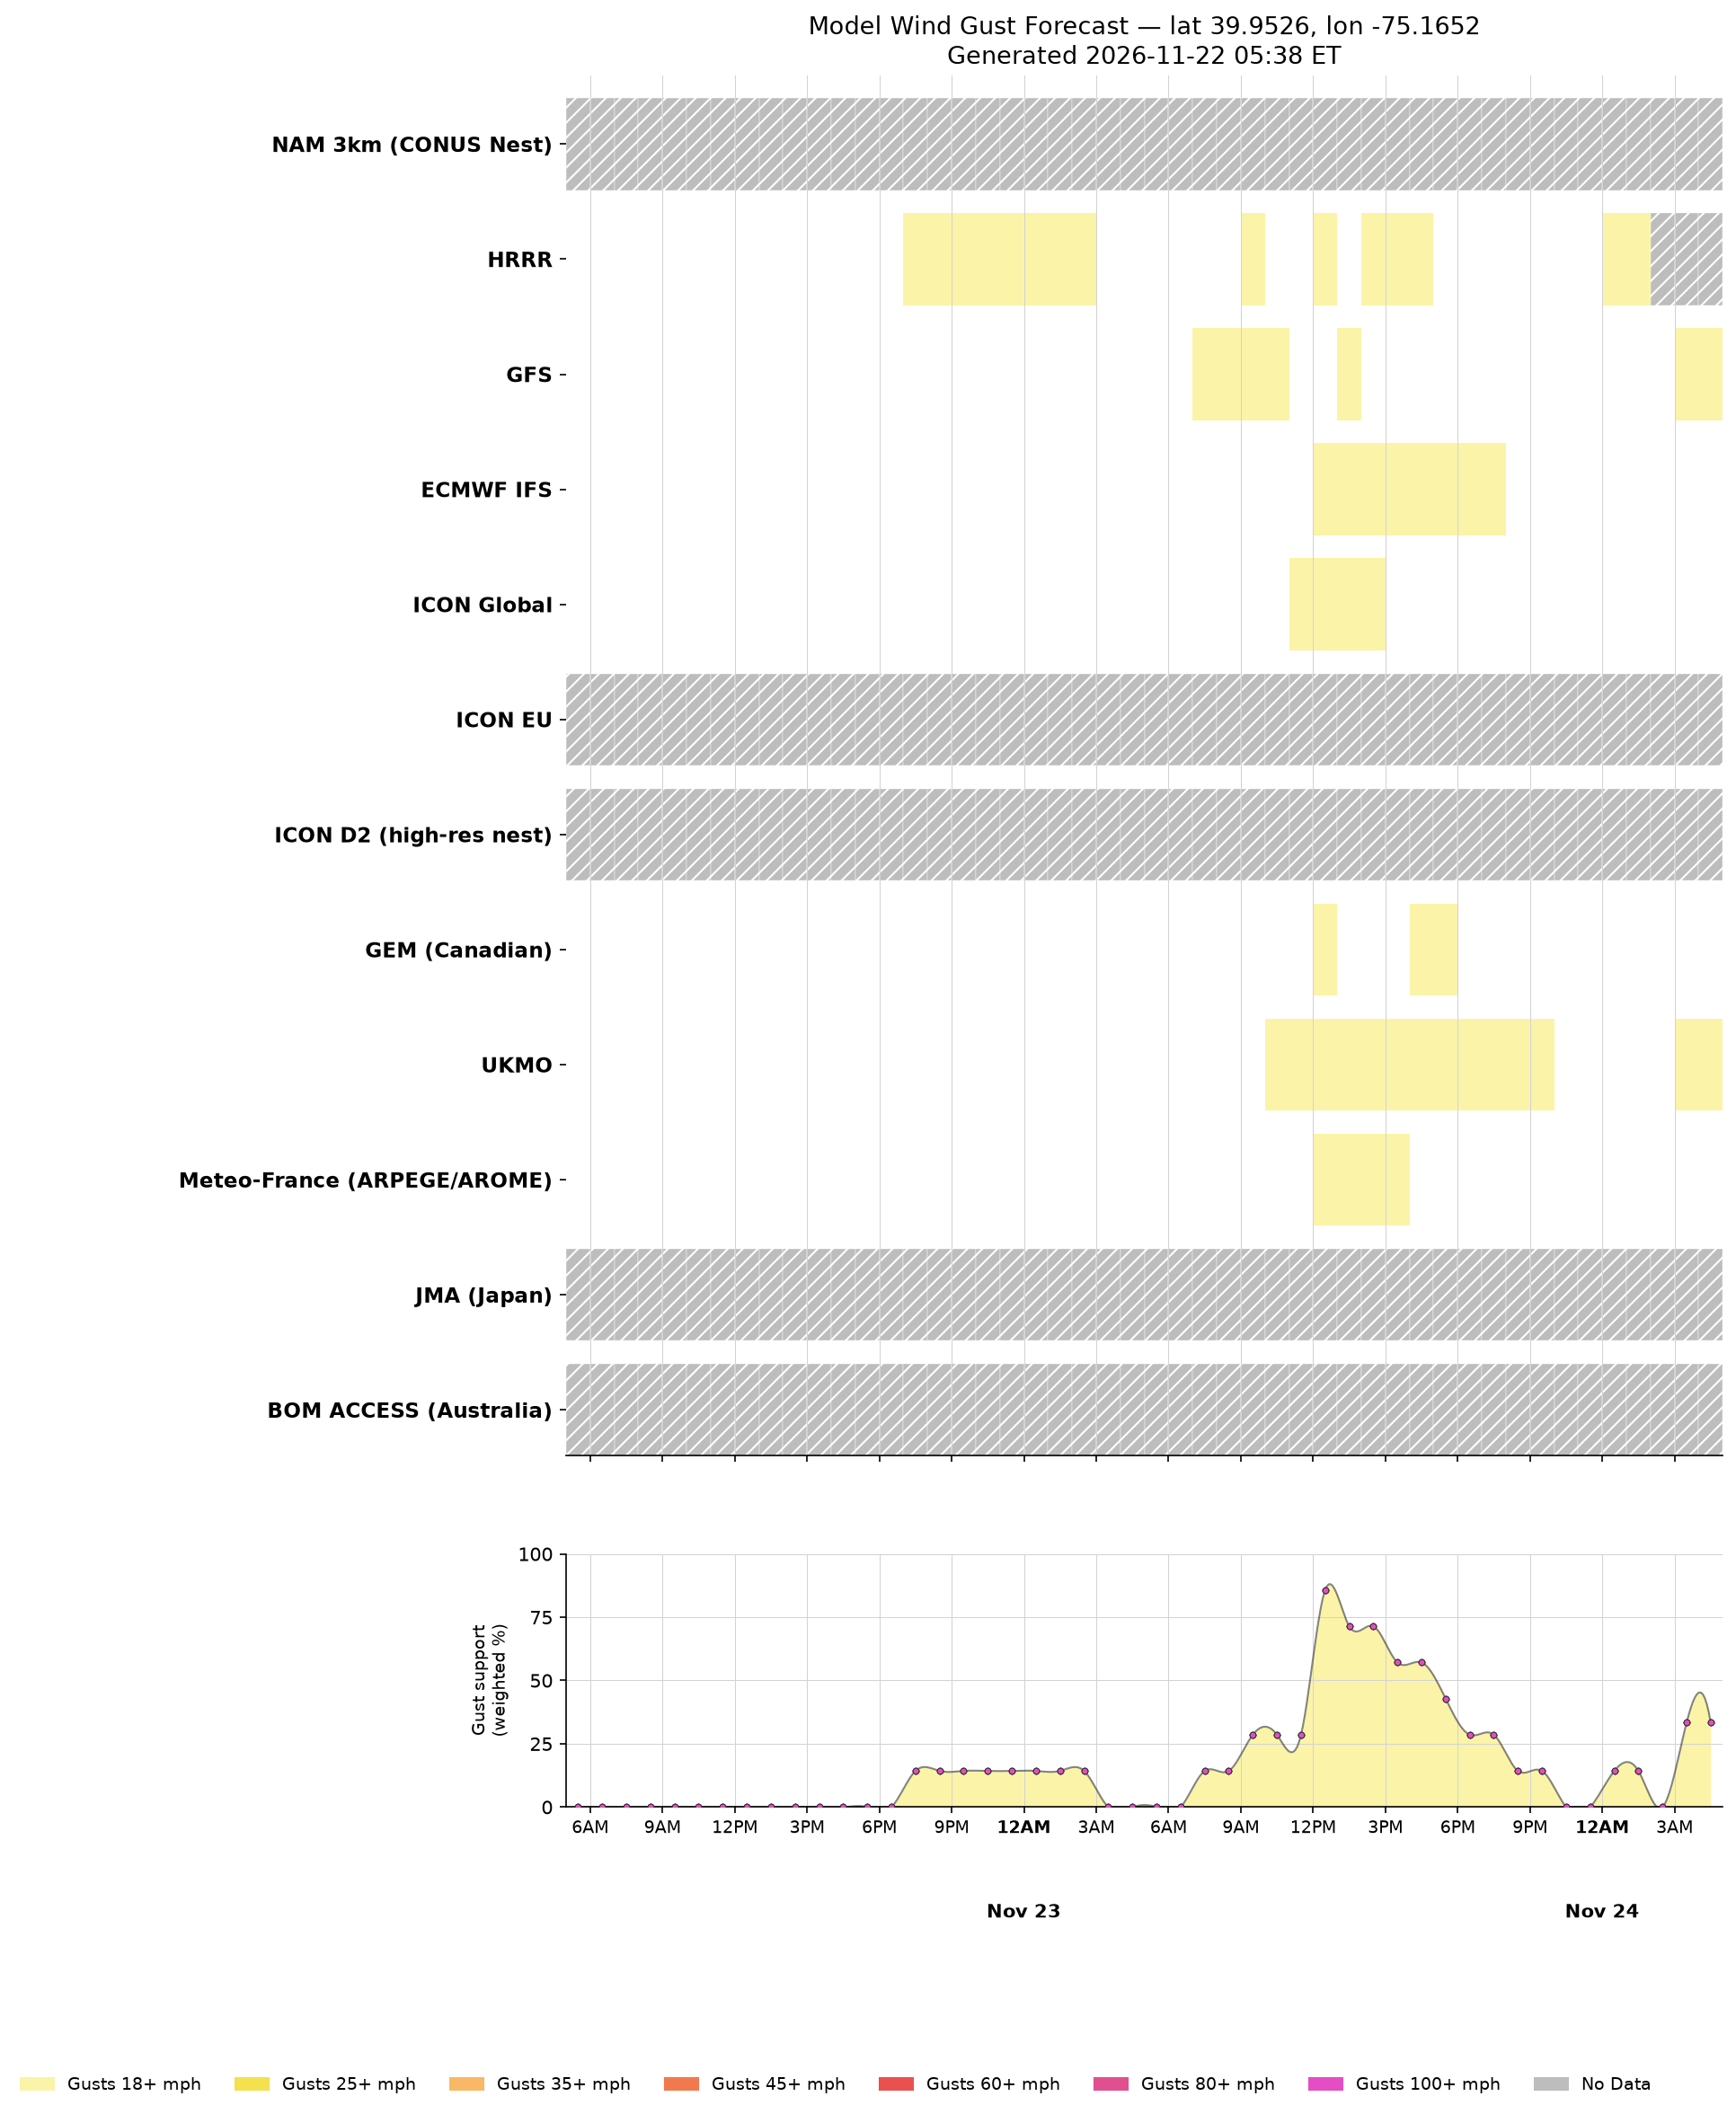 Model Wind Gust Forecast — lat 39.9526, lon -75.1652
Generated 2026-11-22 05:38 ET
NAM 3km (CONUS Nest)
HRRR
GFS
ECMWF IFS
ICON Global
ICON EU
ICON D2 (high-res nest)
GEM (Canadian)
UKMO
Meteo-France (ARPEGE/AROME)
JMA (Japan)
BOM ACCESS (Australia)
Gust support
(weighted %)
100
75
50
25
0
6AM 9AM 12PM 3PM 6PM 9PM 12AM 3AM 6AM 9AM 12PM 3PM 6PM 9PM 12AM 3AM
Nov 23 Nov 24
Gusts 18+ mph Gusts 25+ mph Gusts 35+ mph Gusts 45+ mph Gusts 60+ mph Gusts 80+ mph Gusts 100+ mph No Data